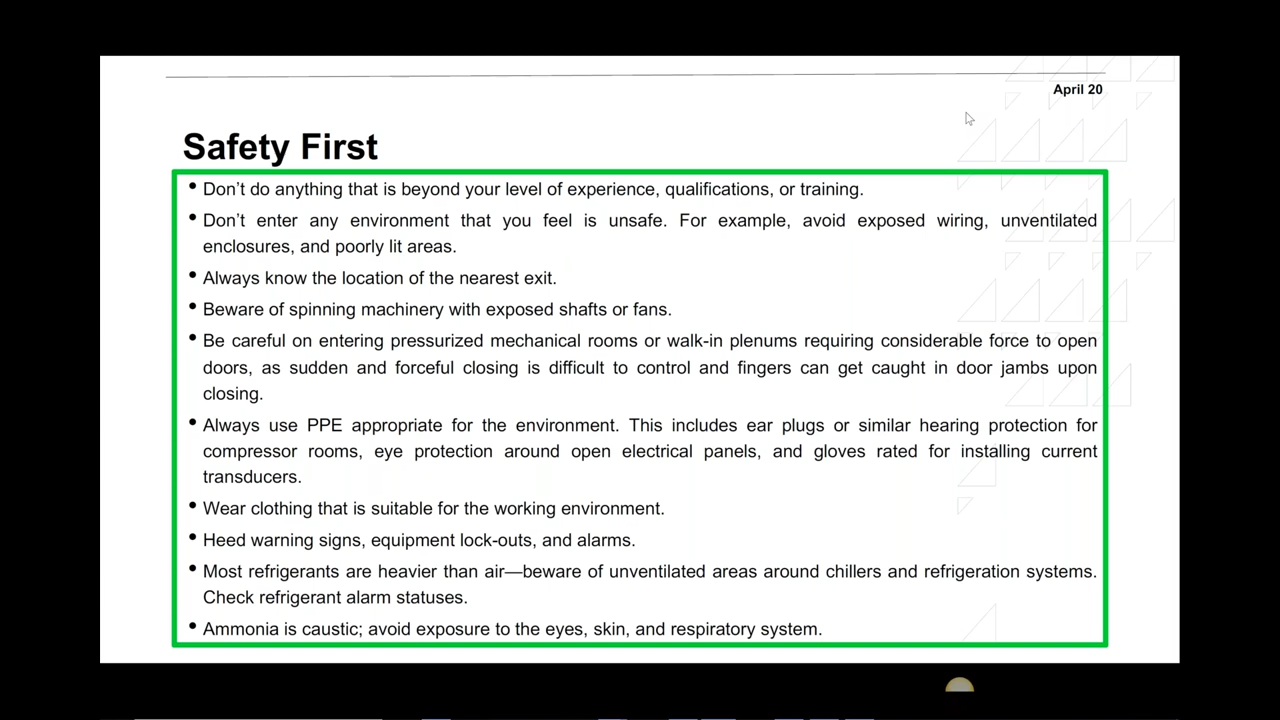 April 20
Safety First
• Don't do anything that is beyond your level of experience, qualifications, or training.
• Don't enter any environment that you feel is unsafe. For example, avoid exposed wiring, unventilated
enclosures, and poorly lit areas.
• Always know the location of the nearest exit.
• Beware of spinning machinery with exposed shafts or fans.
• Be careful on entering pressurized mechanical rooms or walk-in plenums requiring considerable force to open
doors, as sudden and forceful closing is difficult to control and fingers can get caught in door jambs upon
closing.
• Always use PPE appropriate for the environment. This includes ear plugs or similar hearing protection for
compressor rooms, eye protection around open electrical panels, and gloves rated for installing current
transducers.
• Wear clothing that is suitable for the working environment.
• Heed warning signs, equipment lock-outs, and alarms.
• Most refrigerants are heavier than air—beware of unventilated areas around chillers and refrigeration systems.
Check refrigerant alarm statuses.
• Ammonia is caustic; avoid exposure to the eyes, skin, and respiratory system.